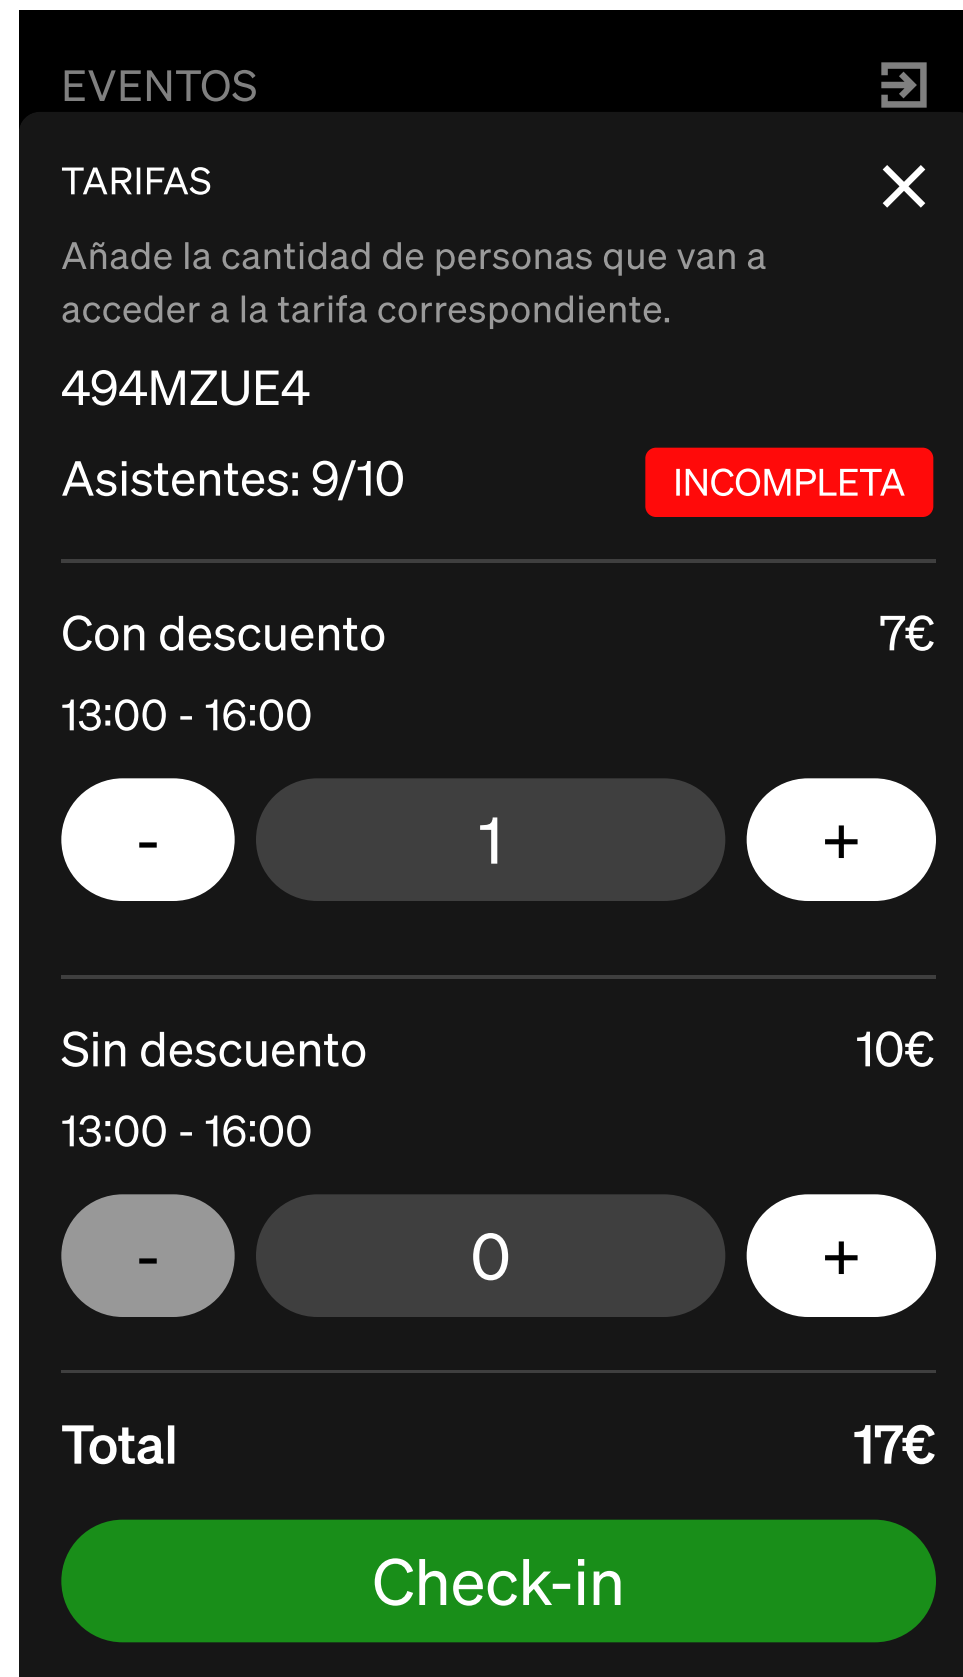 EVENTOS
TARIFAS
Añade la cantidad de personas que van a
acceder a la tarifa correspondiente.
494MZUE4
Asistentes: 9/10
INCOMPLETA
Con descuento
7€
13:00 - 16:00
- 1 +
Sin descuento
10€
13:00 - 16:00
- 0 +
Total
17€
Check-in